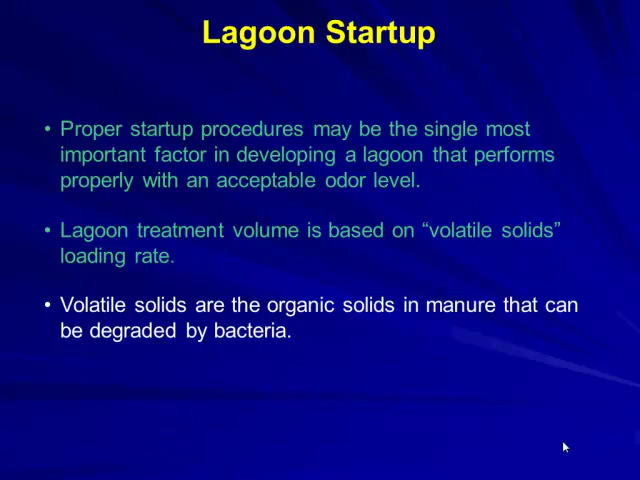 Lagoon Startup
• Proper startup procedures may be the single most
important factor in developing a lagoon that performs
properly with an acceptable odor level.
• Lagoon treatment volume is based on “volatile solids”
loading rate.
• Volatile solids are the organic solids in manure that can
be degraded by bacteria.